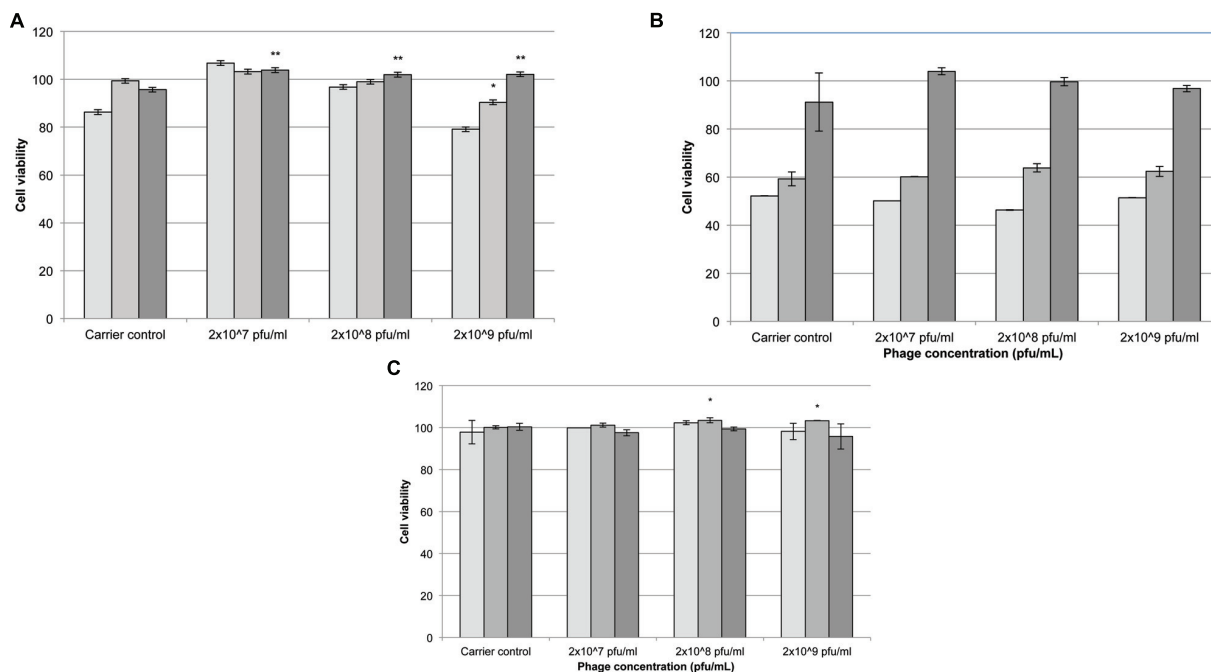 A
120
100
80
60
40
20
0
Cell viability
** ** **
*
Carrier control 2x10^7 pfu/ml 2x10^8 pfu/ml 2x10^9 pfu/ml
B
120
100
80
60
40
20
0
Cell viability
Carrier control 2x10^7 pfu/ml 2x10^8 pfu/ml 2x10^9 pfu/ml
Phage concentration (pfu/mL)
C
120
100
80
60
40
20
0
Cell viability
* *
Carrier control 2x10^7 pfu/ml 2x10^8 pfu/ml 2x10^9 pfu/ml
Phage concentration (pfu/mL)